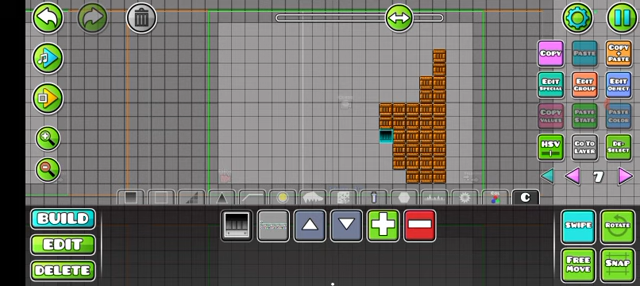 COPY
PASTE
COPY
+
PASTE
EDIT
SPECIAL
EDIT
GROUP
EDIT
OBJECT
COPY
VALUES
PASTE
STATE
PASTE
COLOR
HSV
GO TO
LAYER
DE-
SELECT
7
C
BUILD
EDIT
DELETE
SWIPE
ROTATE
FREE
MOVE
SNAP